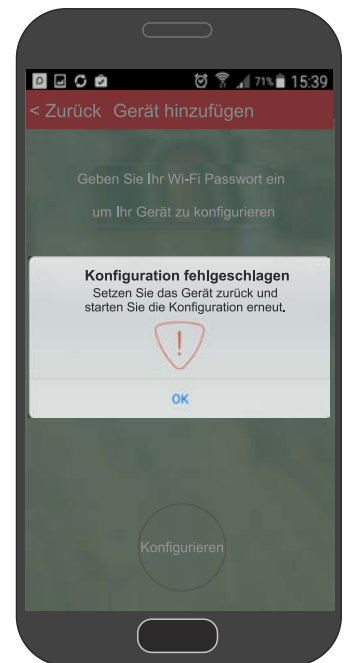 71% 15:39
< Zurück Gerät hinzufügen
Geben Sie Ihr Wi-Fi Passwort ein
um Ihr Gerät zu konfigurieren
Konfiguration fehlgeschlagen
Setzen Sie das Gerät zurück und
starten Sie die Konfiguration erneut.
!
OK
Konfigurieren